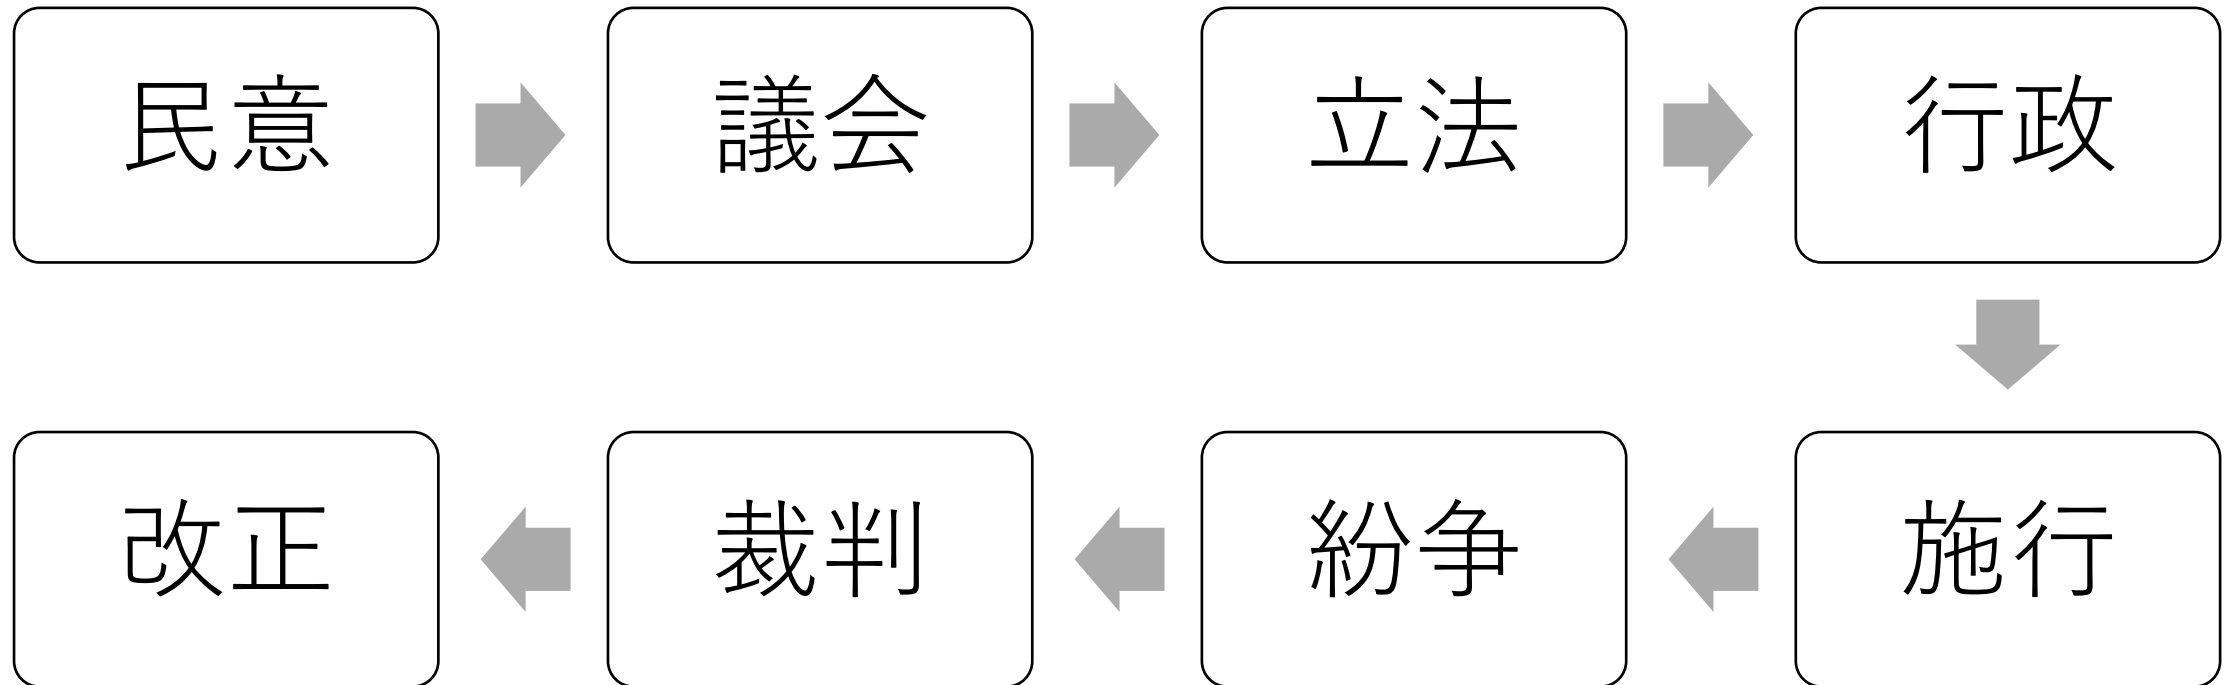 民意
議会
立法
行政
施行
紛争
裁判
改正